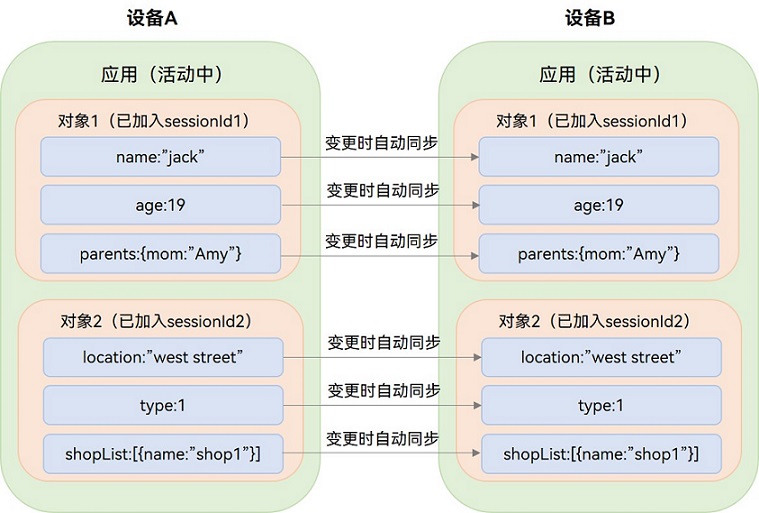 设备A
设备B
应用（活动中）
应用（活动中）
对象1（已加入sessionId1）
对象1（已加入sessionId1）
name:”jack”
变更时自动同步
name:”jack”
age:19
变更时自动同步
age:19
parents:{mom:”Amy”}
变更时自动同步
parents:{mom:”Amy”}
对象2（已加入sessionId2）
对象2（已加入sessionId2）
location:”west street”
变更时自动同步
location:”west street”
type:1
变更时自动同步
type:1
shopList:[{name:”shop1”}]
变更时自动同步
shopList:[{name:”shop1”}]